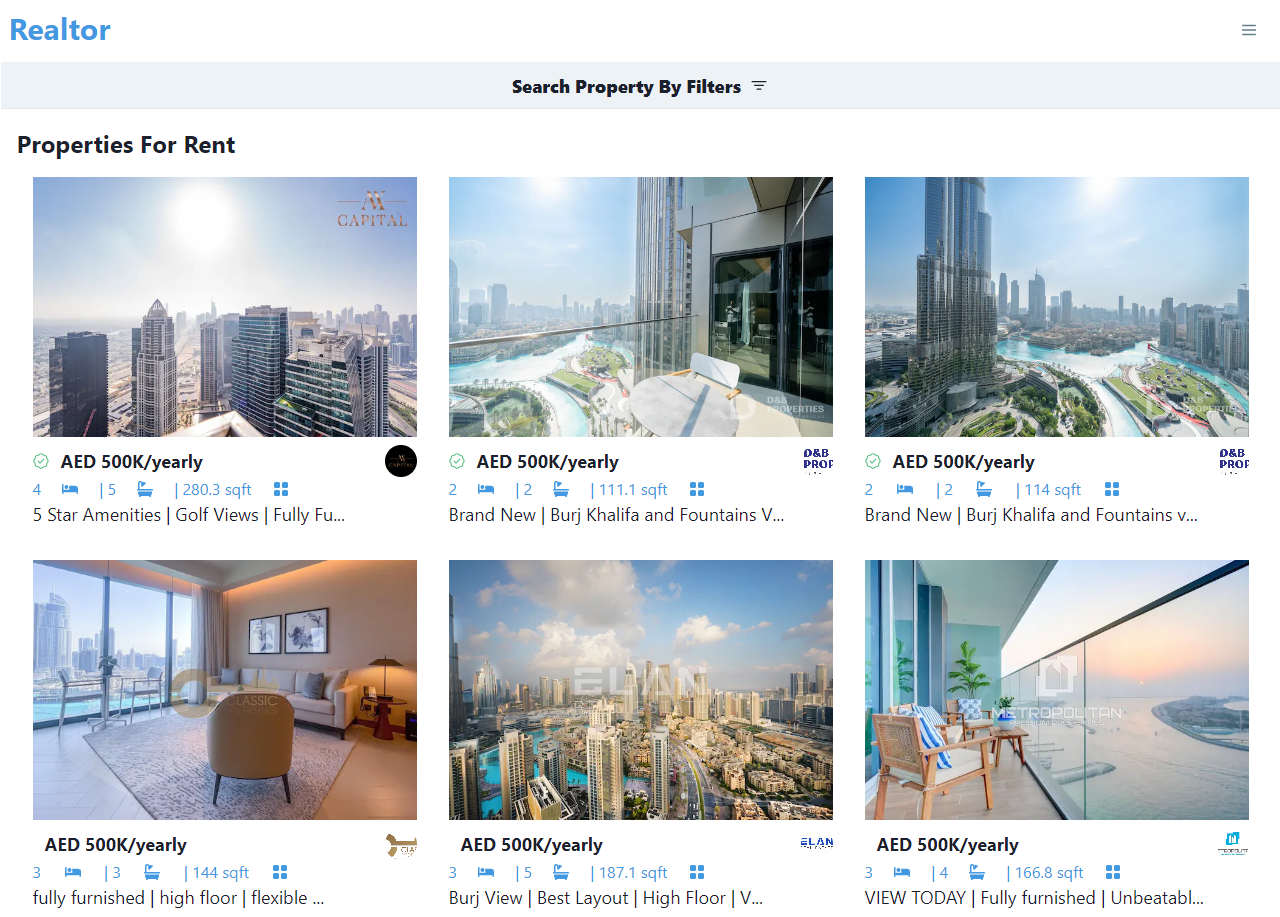 Realtor
Search Property By Filters
Properties For Rent
CAPITAL
D&B
PROPERTIES
D&B
PROPERTIES
AED 500K/yearly
CAPITAL
4 | 5 | 280.3 sqft
5 Star Amenities | Golf Views | Fully Fu...
AED 500K/yearly
D&B
PROP
2 | 2 | 111.1 sqft
Brand New | Burj Khalifa and Fountains V...
AED 500K/yearly
D&B
PROP
2 | 2 | 114 sqft
Brand New | Burj Khalifa and Fountains v...
CLASSIC
ELAN
METROPOLITAN
AED 500K/yearly
3 | 3 | 144 sqft
fully furnished | high floor | flexible ...
AED 500K/yearly
ELAN
3 | 5 | 187.1 sqft
Burj View | Best Layout | High Floor | V...
AED 500K/yearly
3 | 4 | 166.8 sqft
VIEW TODAY | Fully furnished | Unbeatabl...